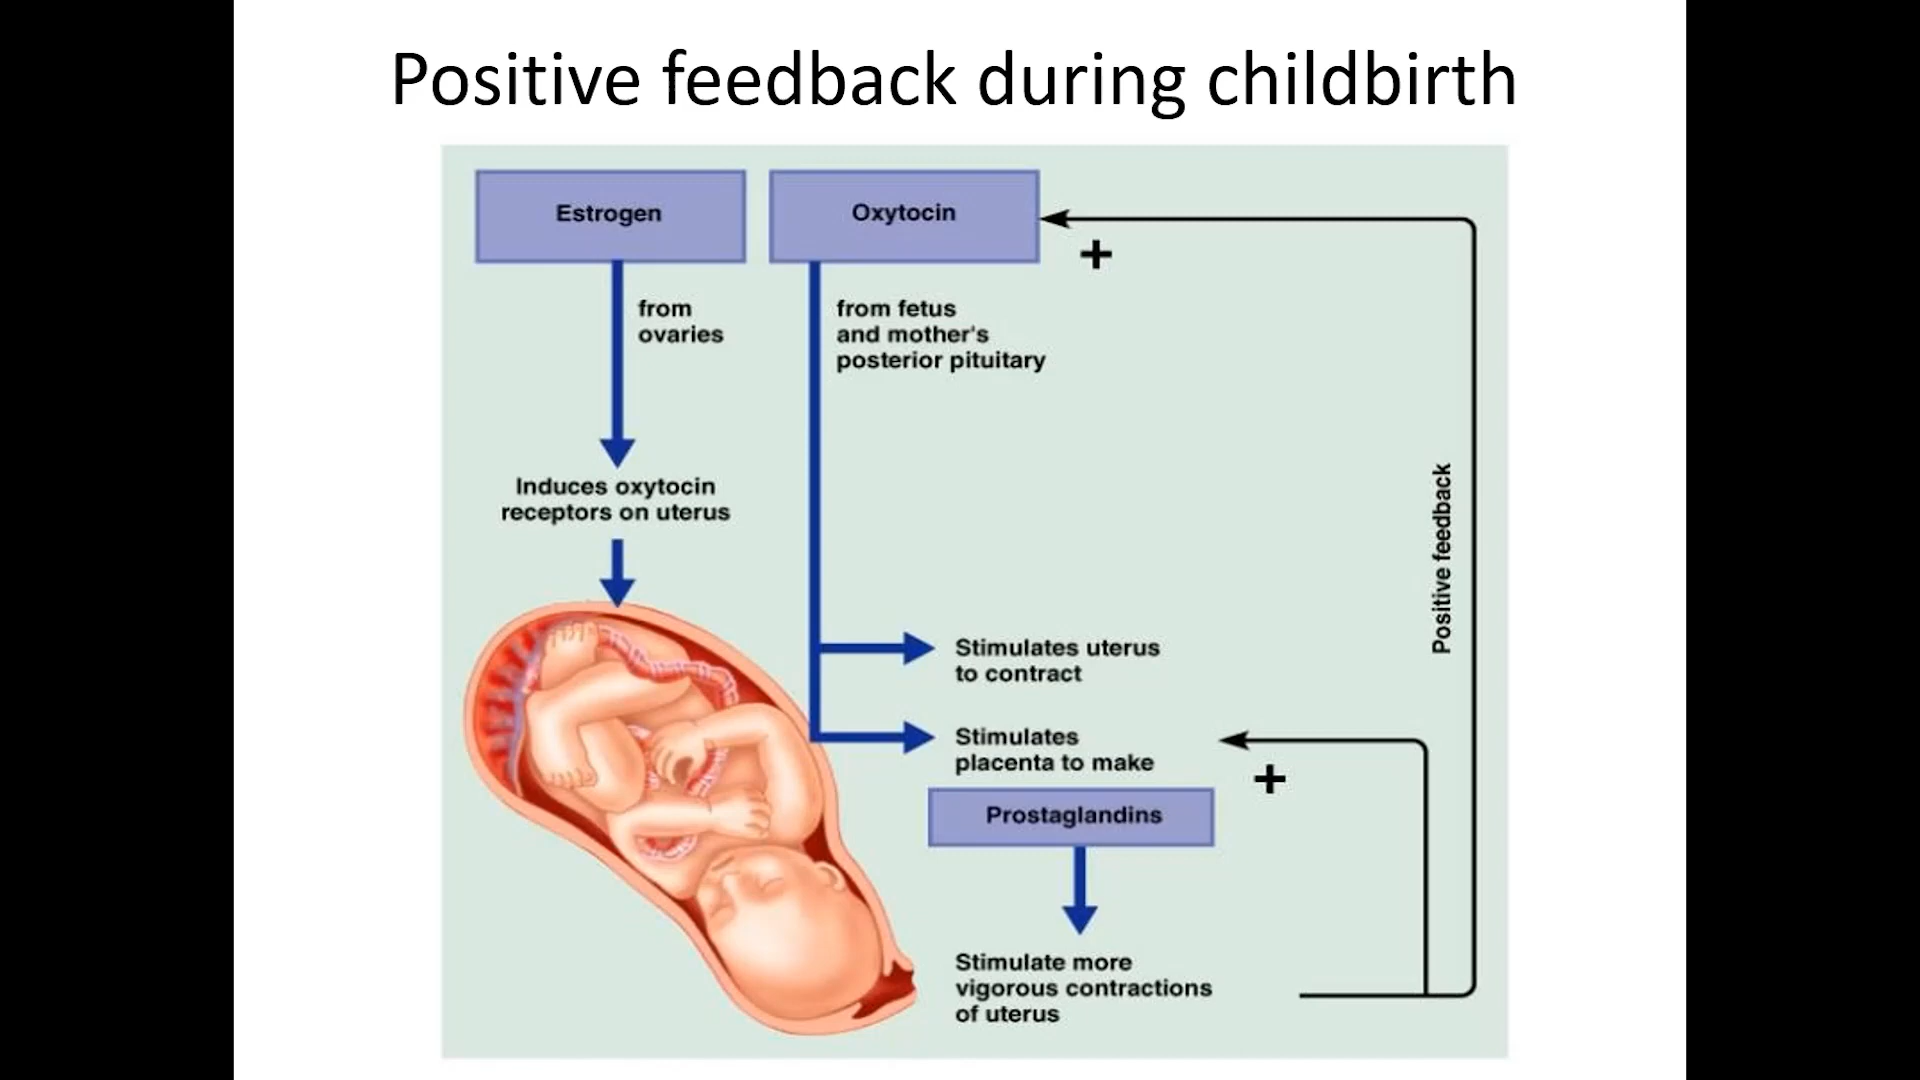 Positive feedback during childbirth
Estrogen
Oxytocin
+
from
ovaries
from fetus
and mother's
posterior pituitary
Induces oxytocin
receptors on uterus
Positive feedback
Stimulates uterus
to contract
Stimulates
placenta to make
+
Prostaglandins
Stimulate more
vigorous contractions
of uterus